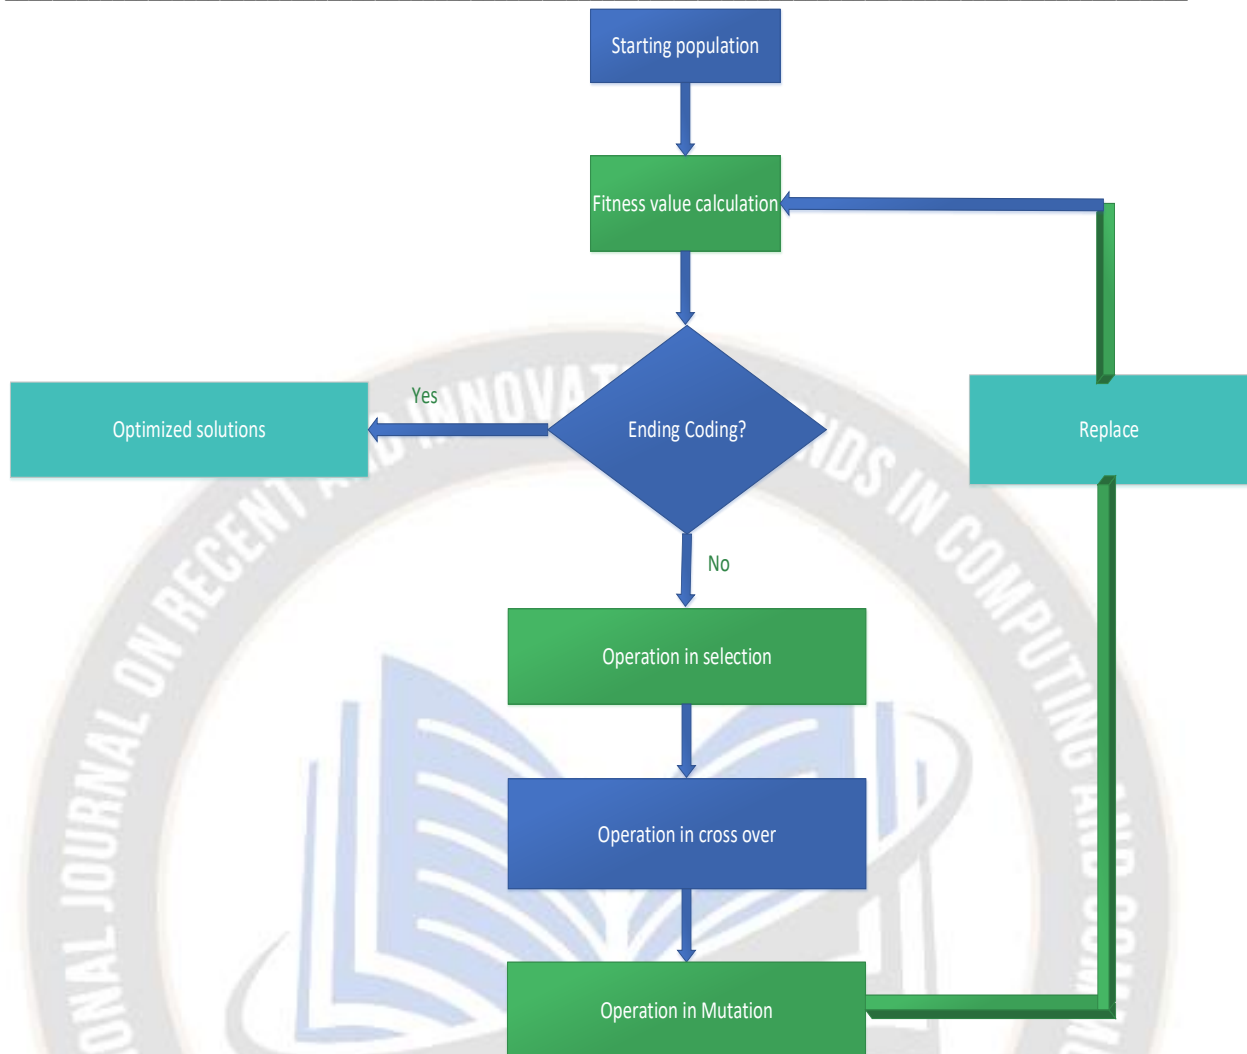 Starting population
Fitness value calculation
Yes
Optimized solutions
Ending Coding?
Replace
No
Operation in selection
Operation in cross over
Operation in Mutation